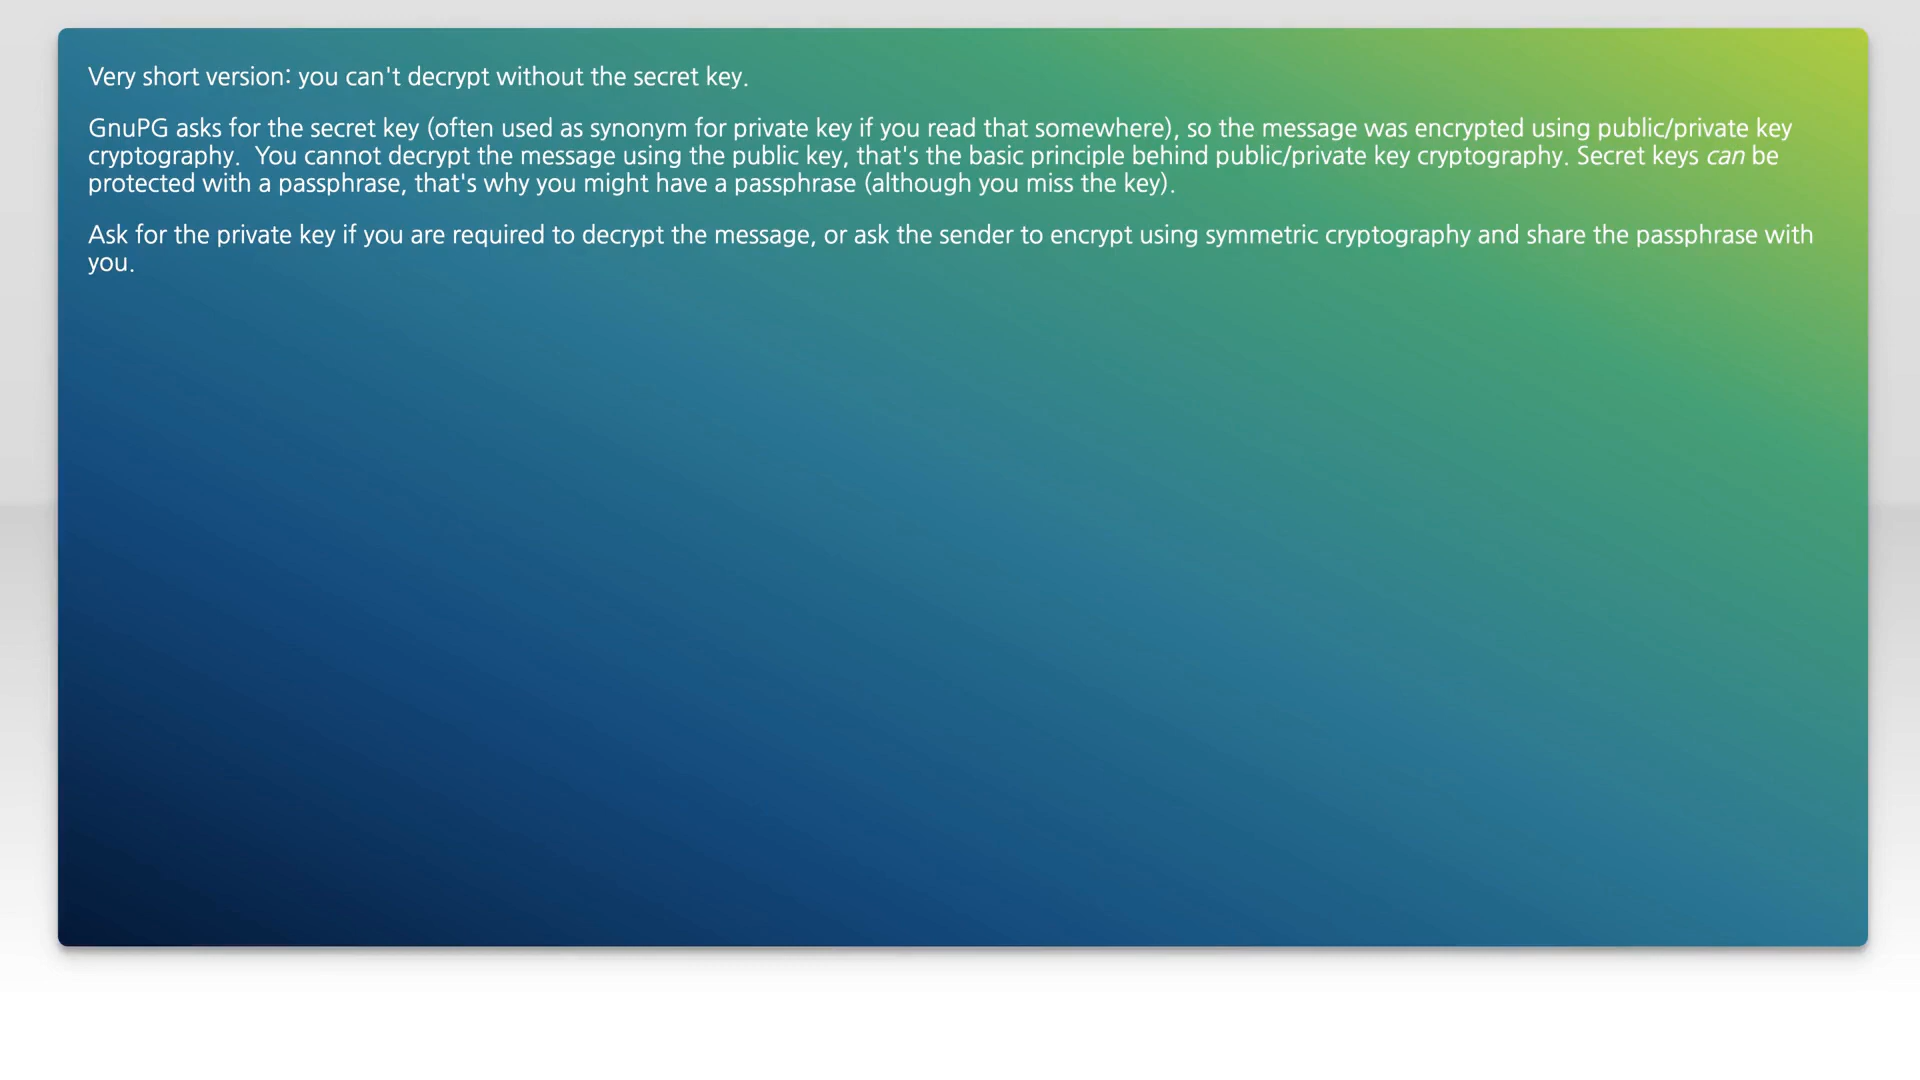 Very short version: you can't decrypt without the secret key.
GnuPG asks for the secret key (often used as synonym for private key if you read that somewhere), so the message was encrypted using public/private key
cryptography.  You cannot decrypt the message using the public key, that's the basic principle behind public/private key cryptography. Secret keys can be
protected with a passphrase, that's why you might have a passphrase (although you miss the key).
Ask for the private key if you are required to decrypt the message, or ask the sender to encrypt using symmetric cryptography and share the passphrase with
you.